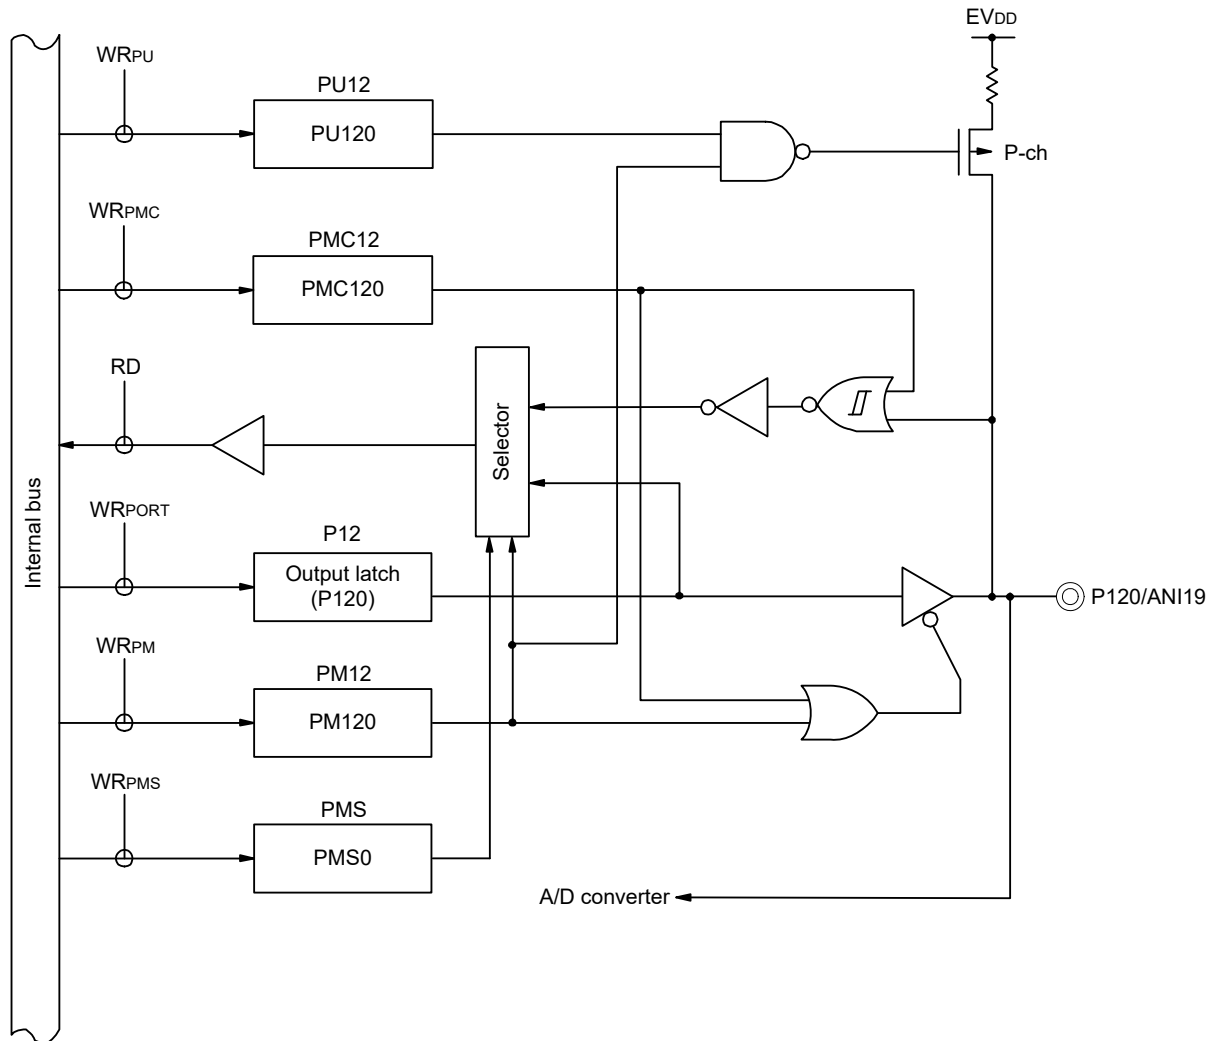 EVDD
WRPU
PU12
PU120
P-ch
WRPMC
PMC12
PMC120
RD
Selector
Internal bus
WRPORT
P12
Output latch
(P120)
P120/ANI19
WRPM
PM12
PM120
WRPMS
PMS
PMS0
A/D converter